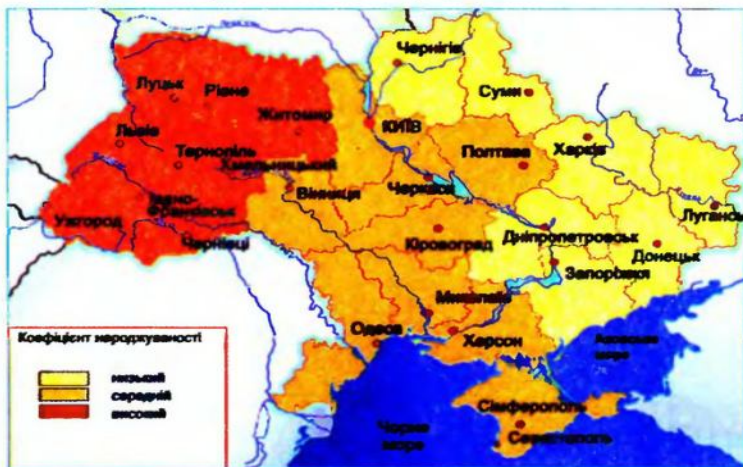 Чернігів
Луцьк
Рівне
Суми
Житомир
КИЇВ
Львів
Харків
Тернопіль
Полтава
Хмельницький
Черкаси
Вінниця
Івано-
Франківськ
Луганськ
Ужгород
Кіровоград
Дніпропетровськ
Чернівці
Донецьк
Запоріжжя
Миколаїв
Одеса
Херсон
Азовське
море
Коефіцієнт народжуваності
низький
середній
високий
Сімферополь
Севастополь
Чорне
море